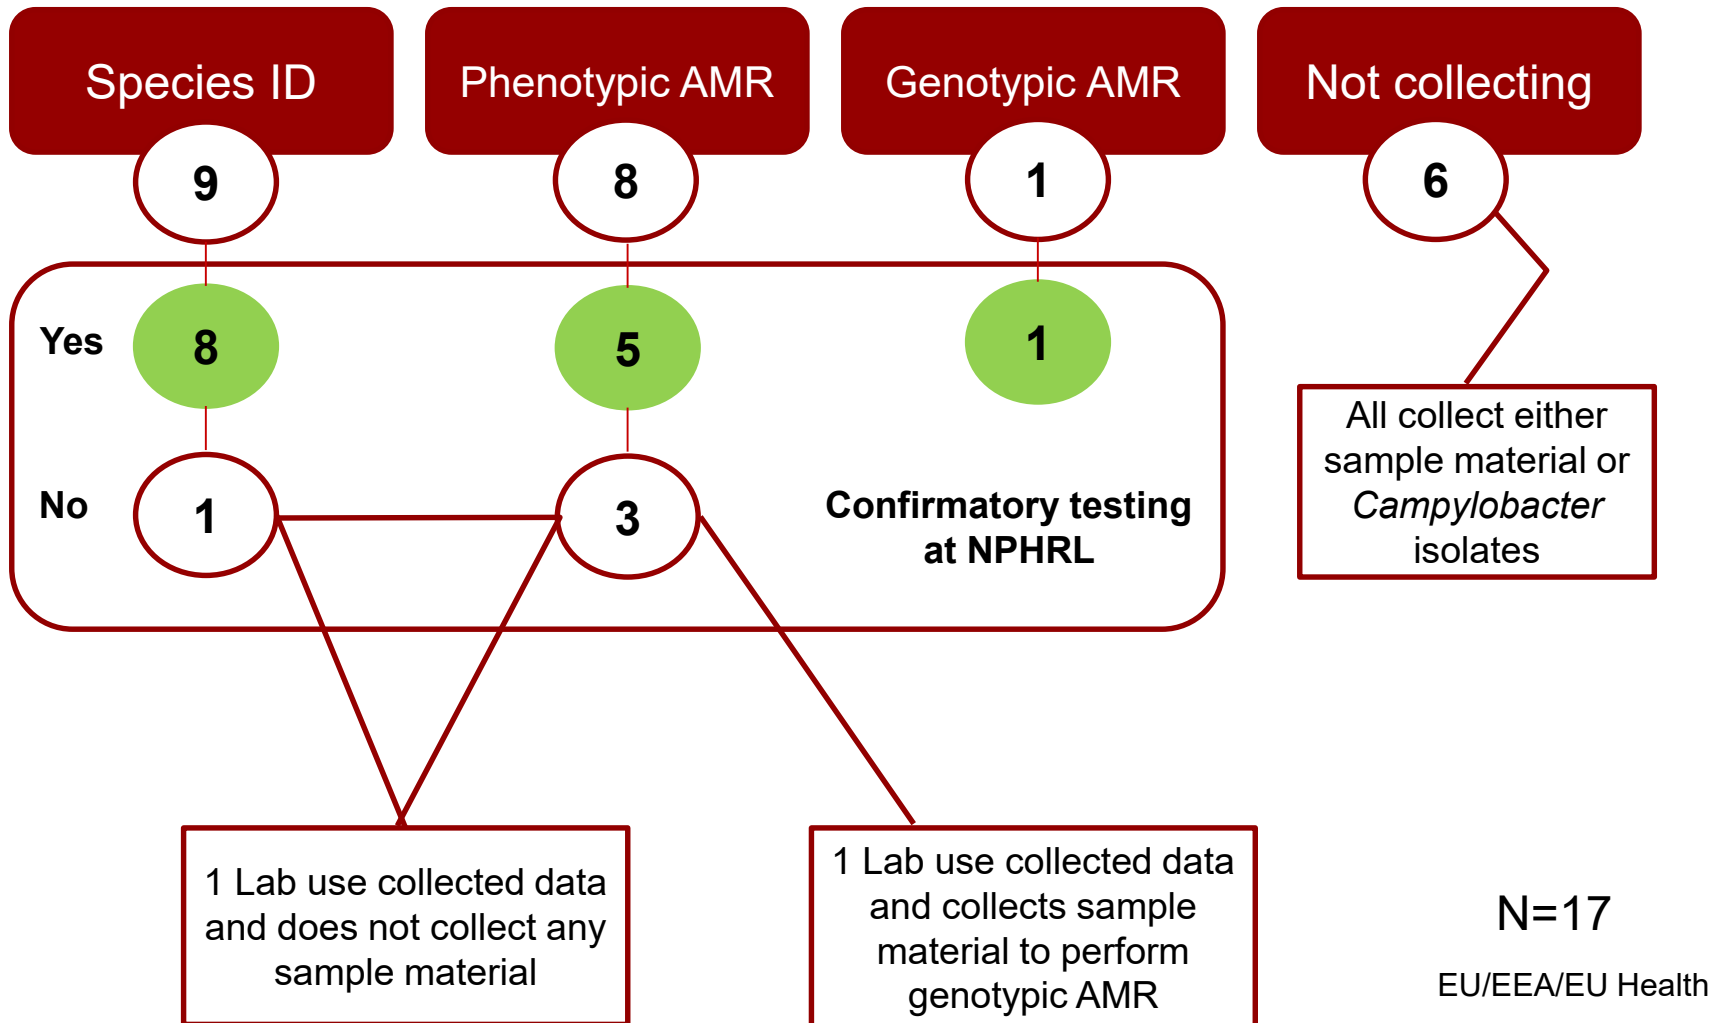 Species ID
Phenotypic AMR
Genotypic AMR
Not collecting
9
8
1
6
Yes
8
5
1
No
1
3
Confirmatory testing
at NPHRL
All collect either
sample material or
Campylobacter
isolates
1 Lab use collected data
and does not collect any
sample material
1 Lab use collected data
and collects sample
material to perform
genotypic AMR
N=17
EU/EEA/EU Health